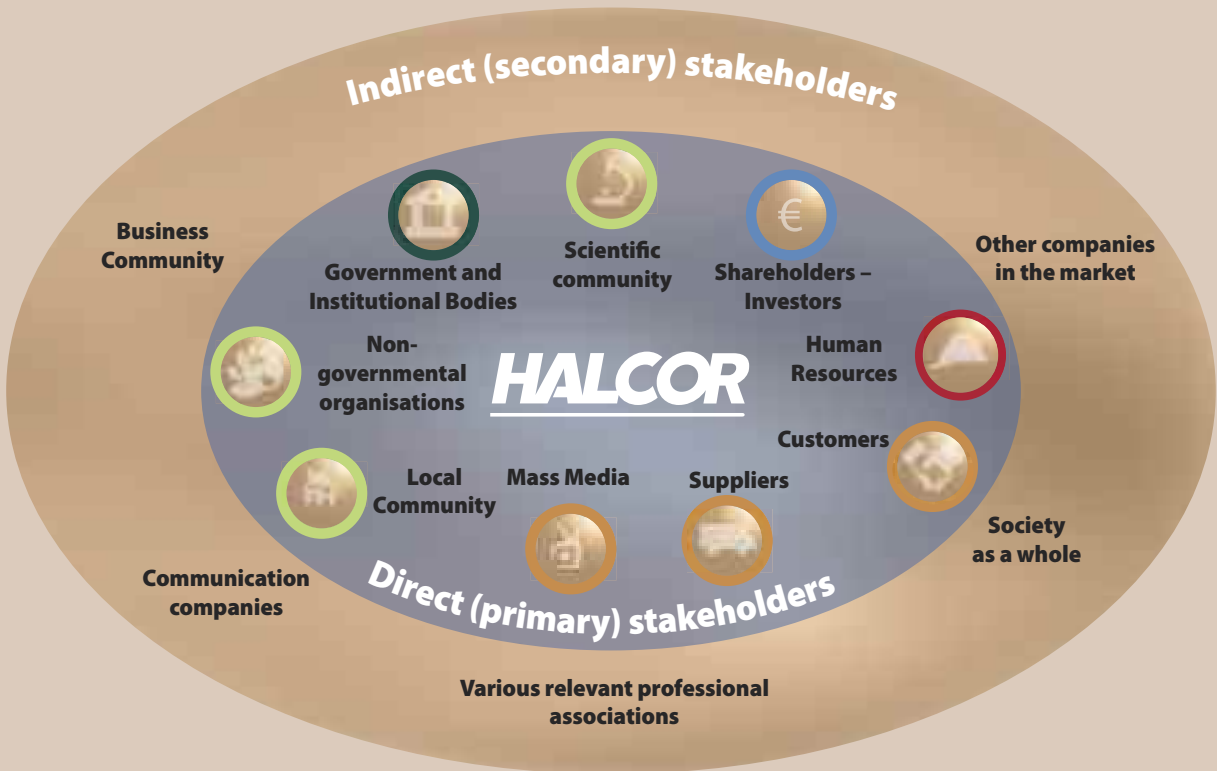 Indirect (secondary) stakeholders
Business
Community
Other companies
in the market
Government and
Institutional Bodies
Scientific
community
€
Shareholders –
Investors
Non-
governmental
organisations
HALCOR
Human
Resources
Customers
Local
Community
Mass Media
Suppliers
Society
as a whole
Communication
companies
Direct (primary) stakeholders
Various relevant professional
associations